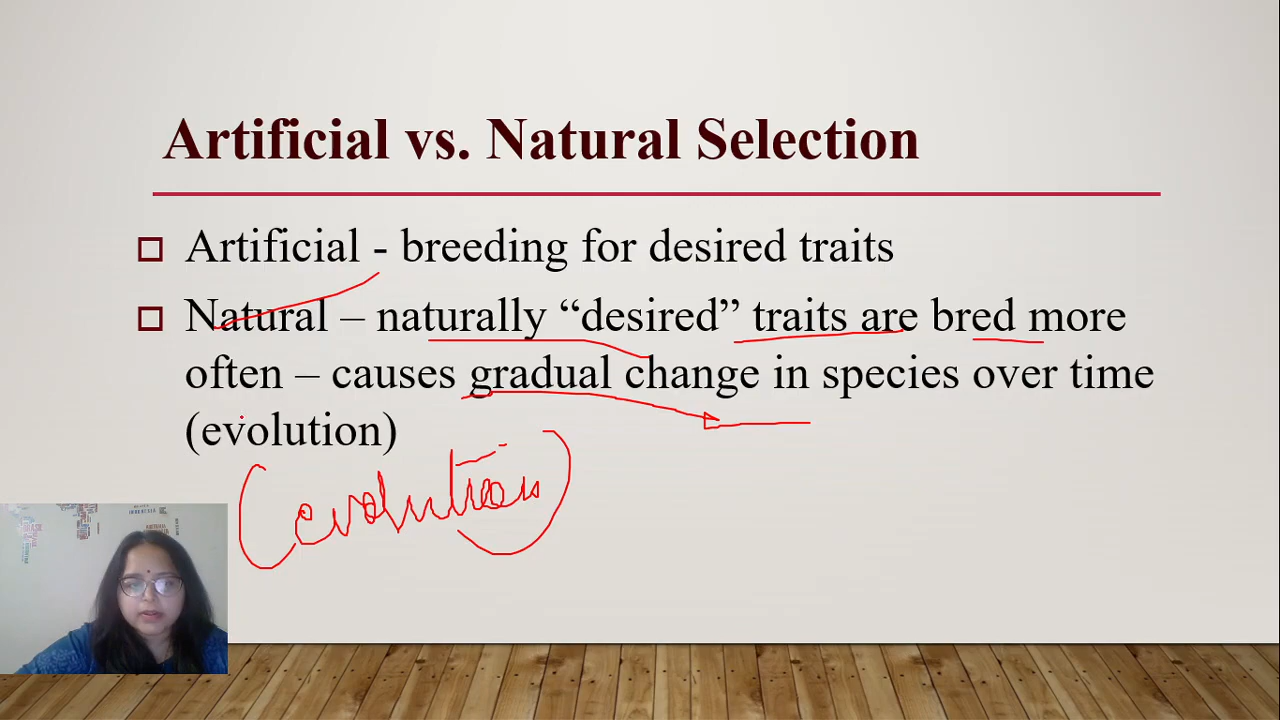 Artificial vs. Natural Selection
Artificial - breeding for desired traits
Natural – naturally “desired” traits are bred more
often – causes gradual change in species over time
(evolution)
(evolution)